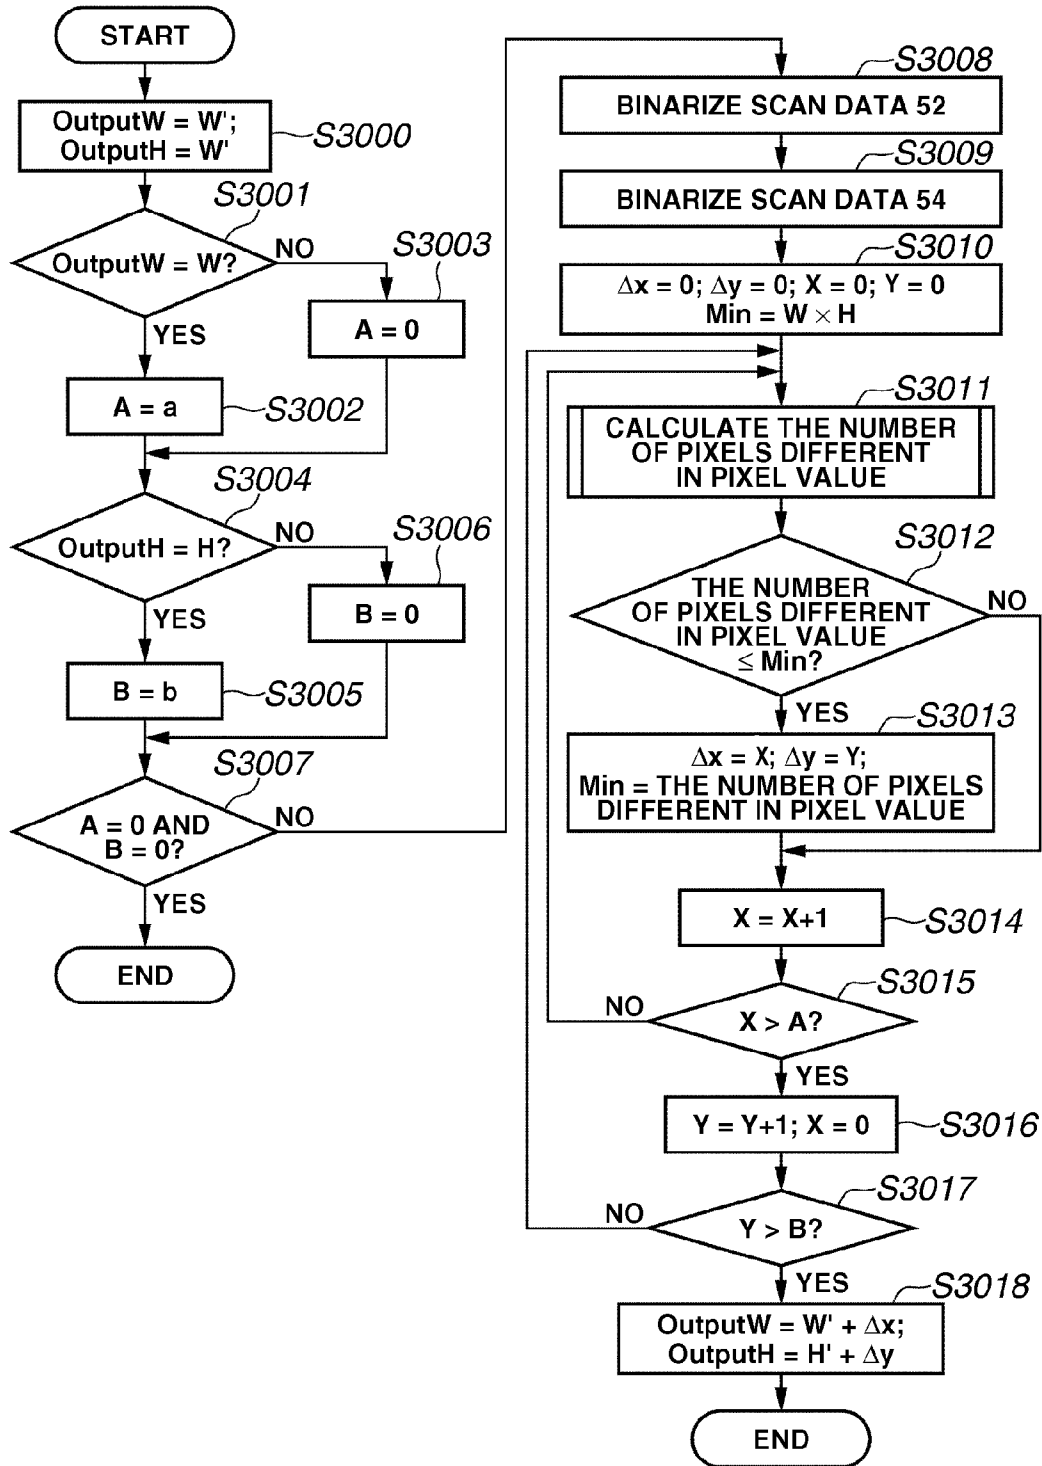 START
OutputW = W';
OutputH = W'
S3000
S3001
OutputW = W?
NO
S3003
A = 0
YES
A = a
S3002
S3004
OutputH = H?
NO
S3006
B = 0
YES
B = b
S3005
S3007
A = 0 AND
B = 0?
NO
YES
END
S3008
BINARIZE SCAN DATA 52
S3009
BINARIZE SCAN DATA 54
S3010
Δx = 0; Δy = 0; X = 0; Y = 0
Min = W × H
S3011
CALCULATE THE NUMBER
OF PIXELS DIFFERENT
IN PIXEL VALUE
S3012
THE NUMBER
OF PIXELS DIFFERENT
IN PIXEL VALUE
≤ Min?
NO
YES
S3013
Δx = X; Δy = Y;
Min = THE NUMBER OF PIXELS
DIFFERENT IN PIXEL VALUE
X = X+1
S3014
S3015
NO
X > A?
YES
Y = Y+1; X = 0
S3016
S3017
NO
Y > B?
YES
S3018
OutputW = W' + Δx;
OutputH = H' + Δy
END